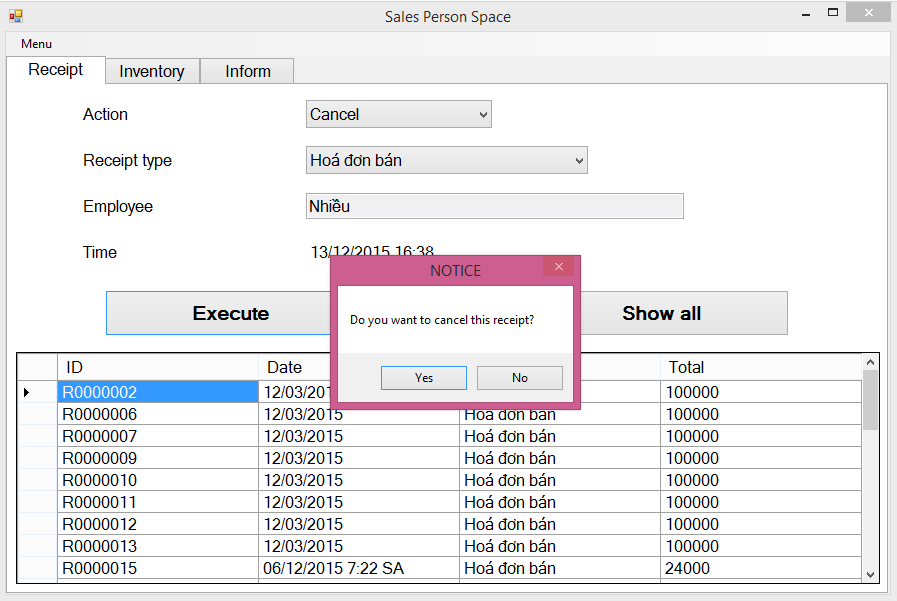 Sales Person Space
Menu
Receipt Inventory Inform
Action Cancel
Receipt type Hoá đơn bán
Employee Nhiều
Time 13/12/2015 16:38
NOTICE
Do you want to cancel this receipt?
Yes No
Execute Show all
ID Date Total
R0000002 12/03/201 100000
R0000006 12/03/2015 Hoá đơn bán 100000
R0000007 12/03/2015 Hoá đơn bán 100000
R0000009 12/03/2015 Hoá đơn bán 100000
R0000010 12/03/2015 Hoá đơn bán 100000
R0000011 12/03/2015 Hoá đơn bán 100000
R0000012 12/03/2015 Hoá đơn bán 100000
R0000013 12/03/2015 Hoá đơn bán 100000
R0000015 06/12/2015 7:22 SA Hoá đơn bán 24000